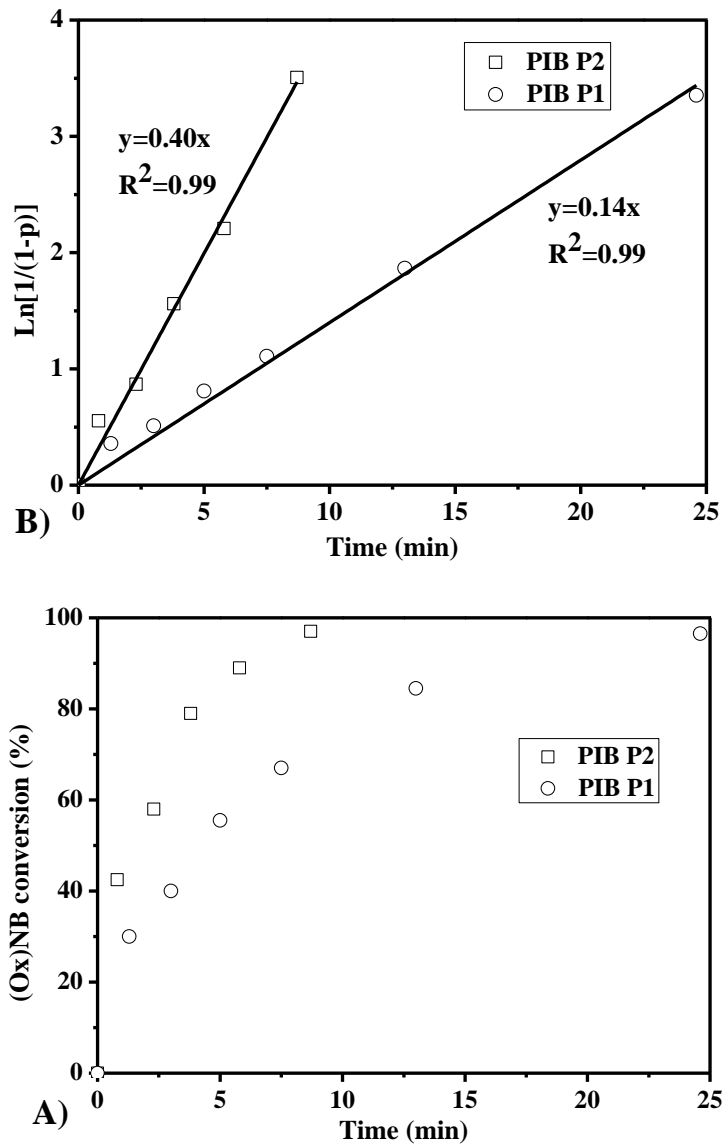 4
3
2
1
0
Ln[1/(1-p)]
PIB P2
PIB P1
y=0.40x
R2=0.99
y=0.14x
R2=0.99
0 5 10 15 20 25
Time (min)
B)
100
80
60
40
20
0
(Ox)NB conversion (%)
PIB P2
PIB P1
0 5 10 15 20 25
Time (min)
A)